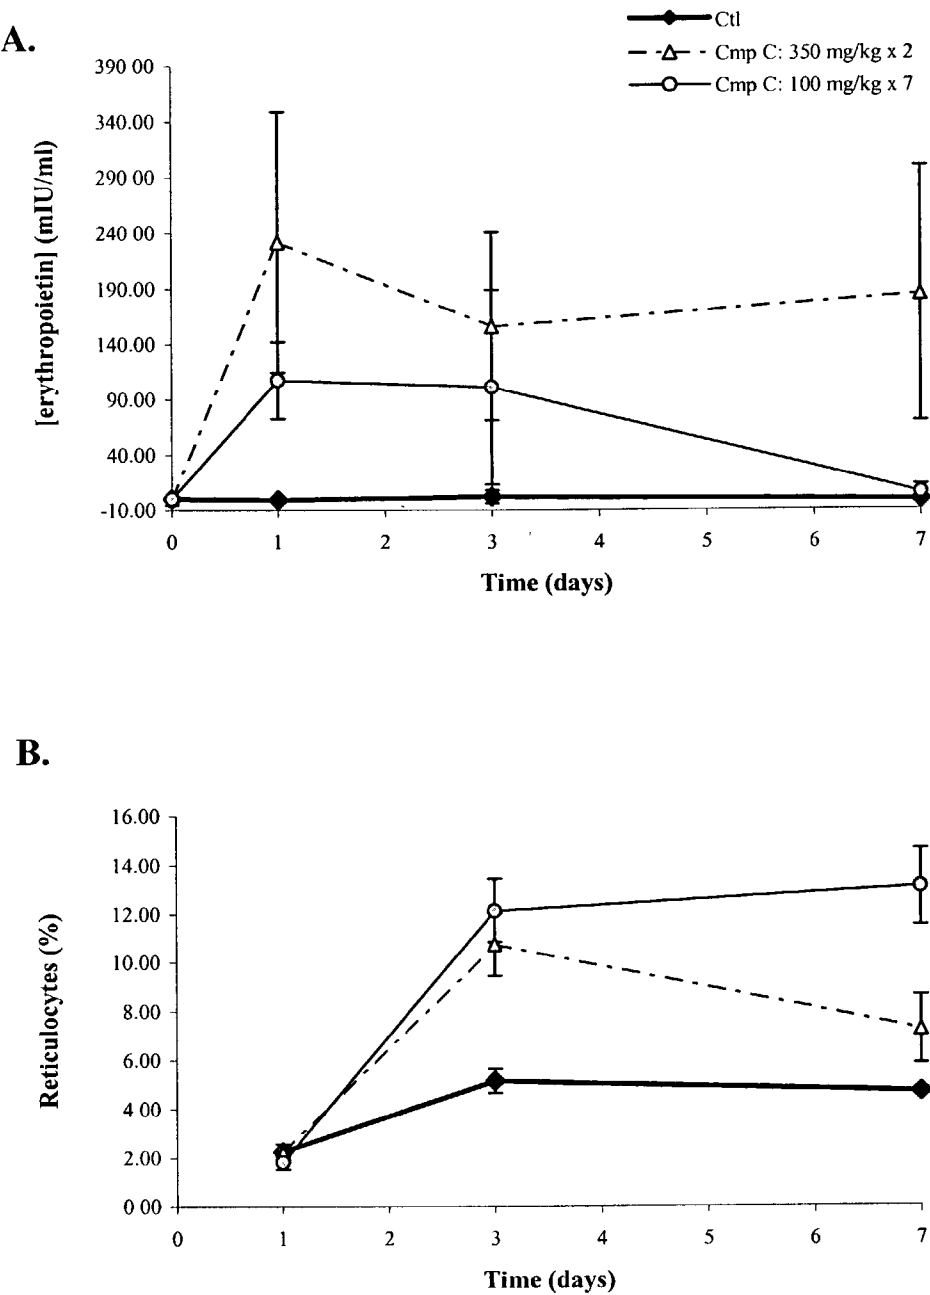 A.
Ctl
Cmp C: 350 mg/kg x 2
Cmp C: 100 mg/kg x 7
390 00
340.00
290 00
240 00
190.00
140.00
90.00
40.00
-10.00
[erythropoietin] (mIU/ml)
0 1 2 3 4 5 6 7
Time (days)
B.
16.00
14.00
12.00
10.00
8.00
6.00
4.00
2.00
0 00
Reticulocytes (%)
0 1 2 3 4 5 6 7
Time (days)